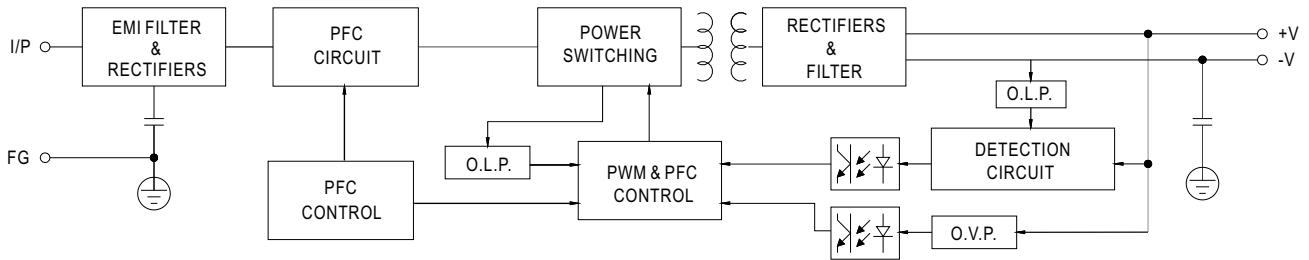 I/P
EMI FILTER
&
RECTIFIERS
PFC
CIRCUIT
POWER
SWITCHING
RECTIFIERS
&
FILTER
+V
-V
O.L.P.
FG
O.L.P.
PFC
CONTROL
PWM & PFC
CONTROL
DETECTION
CIRCUIT
O.V.P.